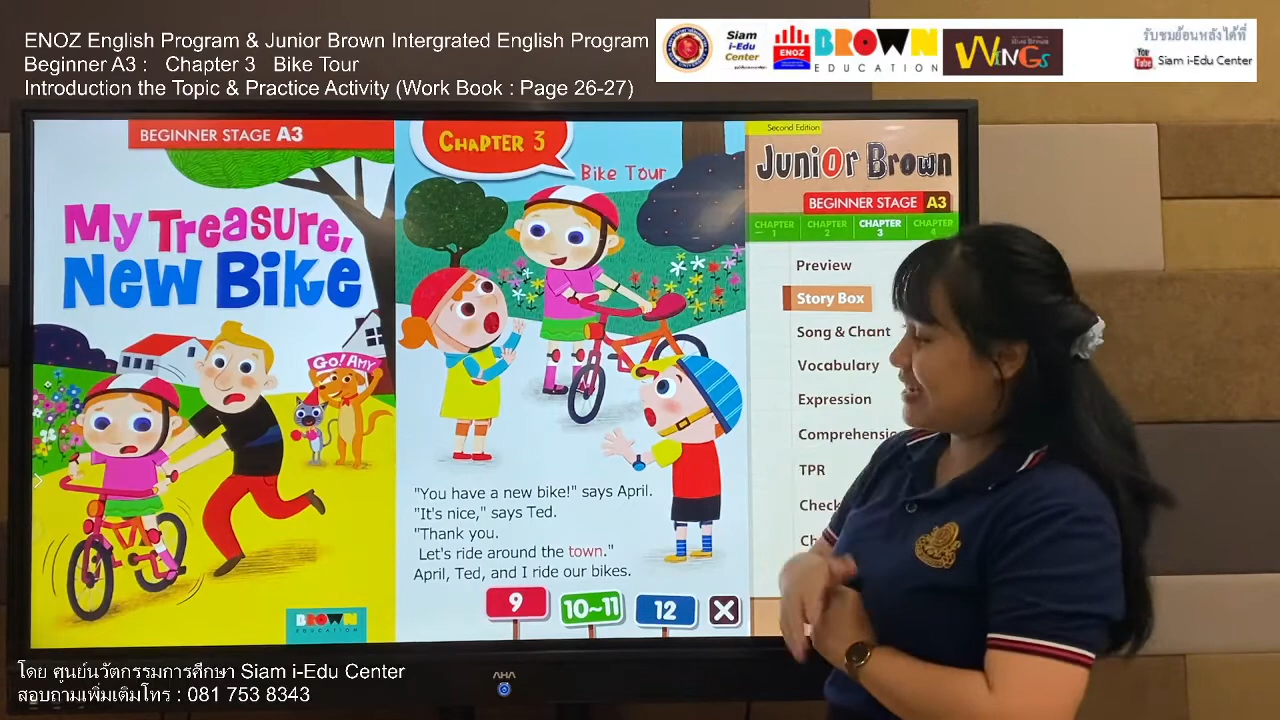 ENOZ English Program & Junior Brown Intergrated English Program
Beginner A3 : Chapter 3 Bike Tour
Introduction the Topic & Practice Activity (Work Book : Page 26-27)
Siam
i-Edu
Center
ENOZ
BROWN
EDUCATION
WINGS
รับชมย้อนหลังได้ที่
You
Tube
Siam i-Edu Center
BEGINNER STAGE A3
My Treasure,
New Bike
GO! AMY
BROWN
EDUCATION
CHAPTER 3
Bike Tour
"You have a new bike!" says April.
"It's nice," says Ted.
"Thank you.
Let's ride around the town."
April, Ted, and I ride our bikes.
9
10~11
12
Second Edition
Junior Brown
BEGINNER STAGE A3
CHAPTER 1
CHAPTER 2
CHAPTER 3
CHAPTER 4
Preview
Story Box
Song & Chant
Vocabulary
Expression
Comprehensio
TPR
Check
Ch
โดย ศูนย์นวัตกรรมการศึกษา Siam i-Edu Center
สอบถามเพิ่มเติมโทร : 081 753 8343